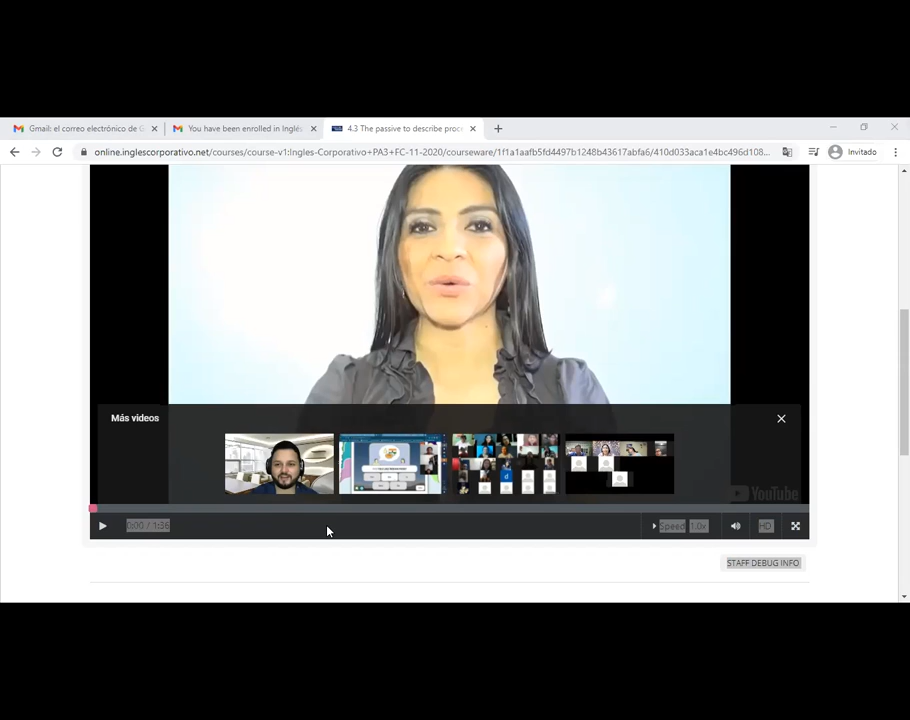 Gmail: el correo electrónico de G
You have been enrolled in Inglés
4.3 The passive to describe proc
online.inglescorporativo.net/courses/course-v1:Ingles-Corporativo+PA3+FC-11-2020/courseware/1f1a1aafb5fd4497b1248b43617abfa6/410d033aca1e4bc496d108...
Invitado
Más videos
YouTube
0:00 / 1:36
Speed 1.0x
HD
STAFF DEBUG INFO